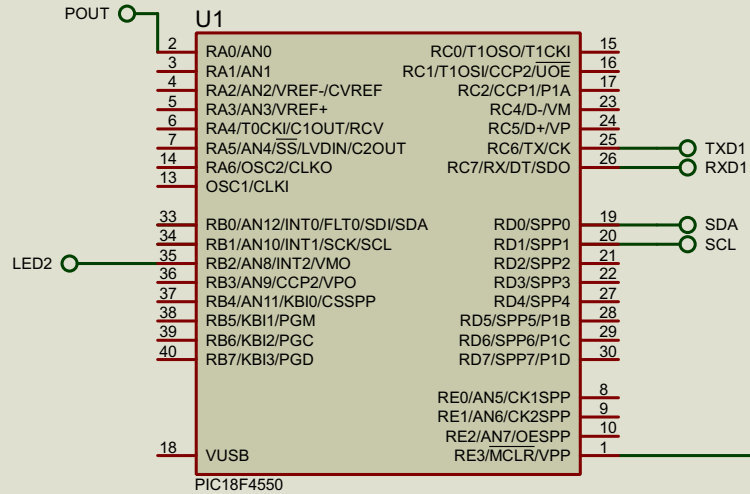 POUT
U1
2 RA0/AN0
3 RA1/AN1
4 RA2/AN2/VREF-/CVREF
5 RA3/AN3/VREF+
6 RA4/T0CKI/C1OUT/RCV
7 RA5/AN4/SS/LVDIN/C2OUT
14 RA6/OSC2/CLKO
13 OSC1/CLKI
33 RB0/AN12/INT0/FLT0/SDI/SDA
34 RB1/AN10/INT1/SCK/SCL
LED2 35 RB2/AN8/INT2/VMO
36 RB3/AN9/CCP2/VPO
37 RB4/AN11/KBI0/CSSPP
38 RB5/KBI1/PGM
39 RB6/KBI2/PGC
40 RB7/KBI3/PGD
18 VUSB
RC0/T1OSO/T1CKI 15
RC1/T1OSI/CCP2/UOE 16
RC2/CCP1/P1A 17
RC4/D-/VM 23
RC5/D+/VP 24
RC6/TX/CK 25 TXD1
RC7/RX/DT/SDO 26 RXD1
RD0/SPP0 19 SDA
RD1/SPP1 20 SCL
RD2/SPP2 21
RD3/SPP3 22
RD4/SPP4 27
RD5/SPP5/P1B 28
RD6/SPP6/P1C 29
RD7/SPP7/P1D 30
RE0/AN5/CK1SPP 8
RE1/AN6/CK2SPP 9
RE2/AN7/OESPP 10
RE3/MCLR/VPP 1
PIC18F4550